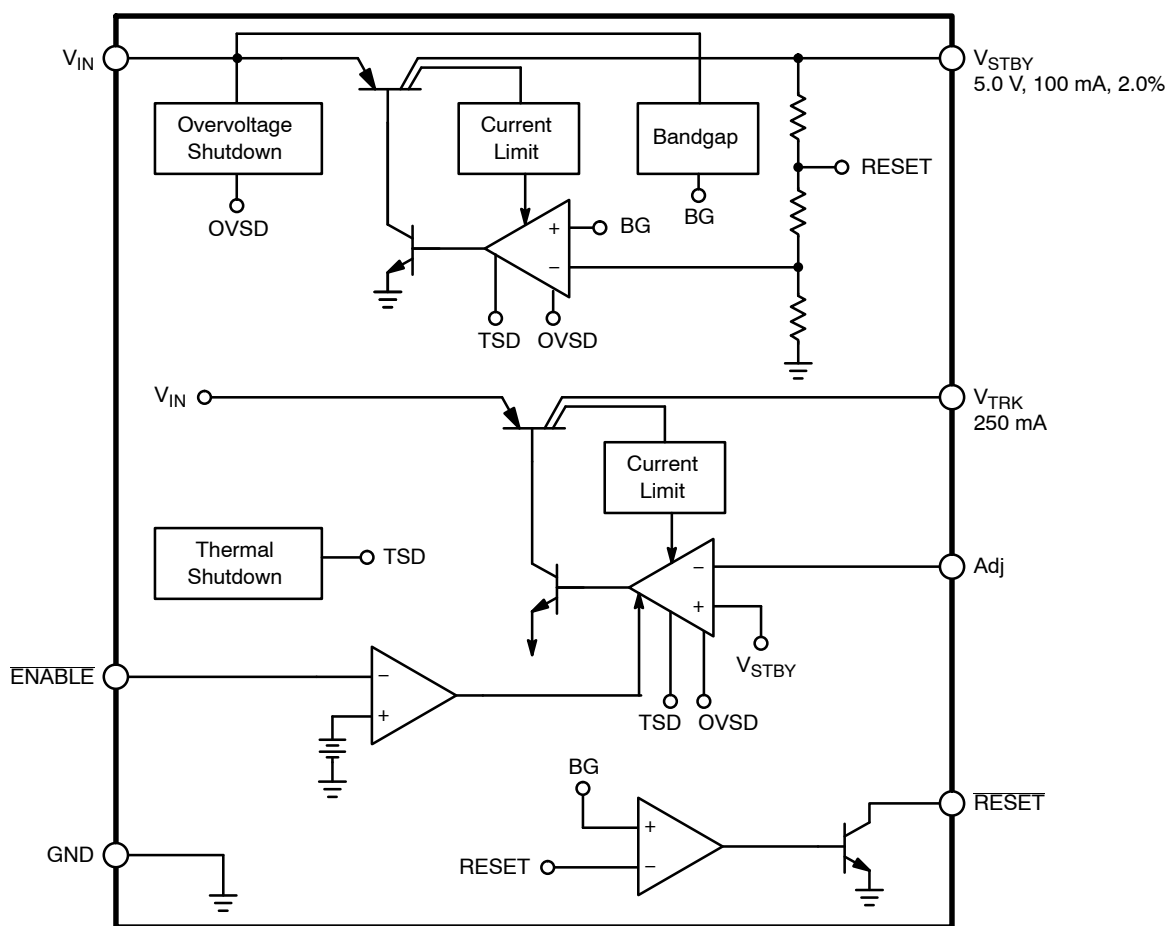 VIN
VSTBY
5.0 V, 100 mA, 2.0%
Overvoltage
Shutdown
Current
Limit
Bandgap
RESET
OVSD
BG
+
BG
−
TSD
OVSD
VIN
VTRK
250 mA
Current
Limit
Thermal
Shutdown
TSD
−
Adj
+
VSTBY
ENABLE
−
TSD
OVSD
+
BG
RESET
+
GND
RESET
−